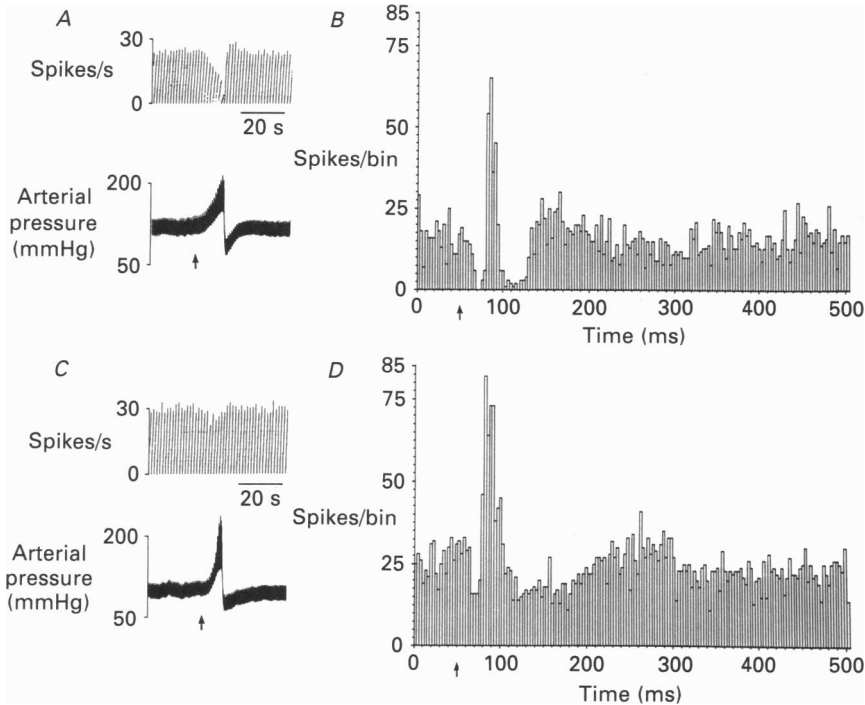 A
30
Spikes/s
0
20 s
200
Arterial
pressure
(mmHg)
50
B
85
75
50
Spikes/bin
25
0
0 100 200 300 400 500
Time (ms)
C
30
Spikes/s
0
20 s
200
Arterial
pressure
(mmHg)
50
D
85
75
50
Spikes/bin
25
0
0 100 200 300 400 500
Time (ms)